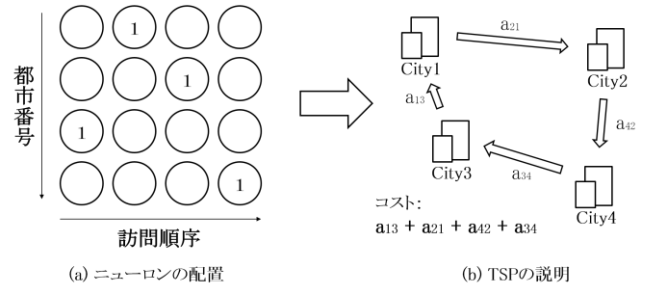 都市番号
1
1
1
1
訪問順序
(a) ニューロンの配置
a21
City1
City2
a13
a42
City3
a34
City4
コスト:
a13 + a21 + a42 + a34
(b) TSPの説明